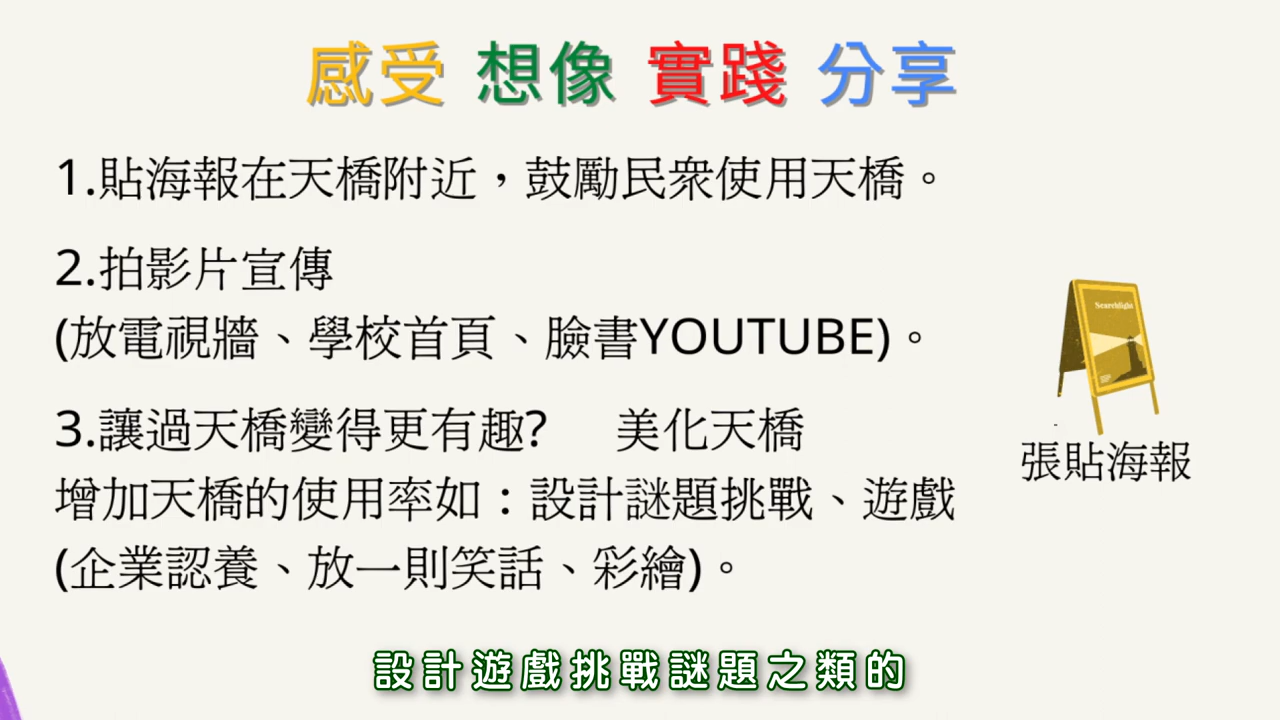 感受 想像 實踐 分享
1.貼海報在天橋附近，鼓勵民衆使用天橋。
2.拍影片宣傳
(放電視牆、學校首頁、臉書YOUTUBE)。
3.讓過天橋變得更有趣? 美化天橋
增加天橋的使用率如：設計謎題挑戰、遊戲
(企業認養、放一則笑話、彩繪)。
Searchlight
張貼海報
設計遊戲挑戰謎題之類的